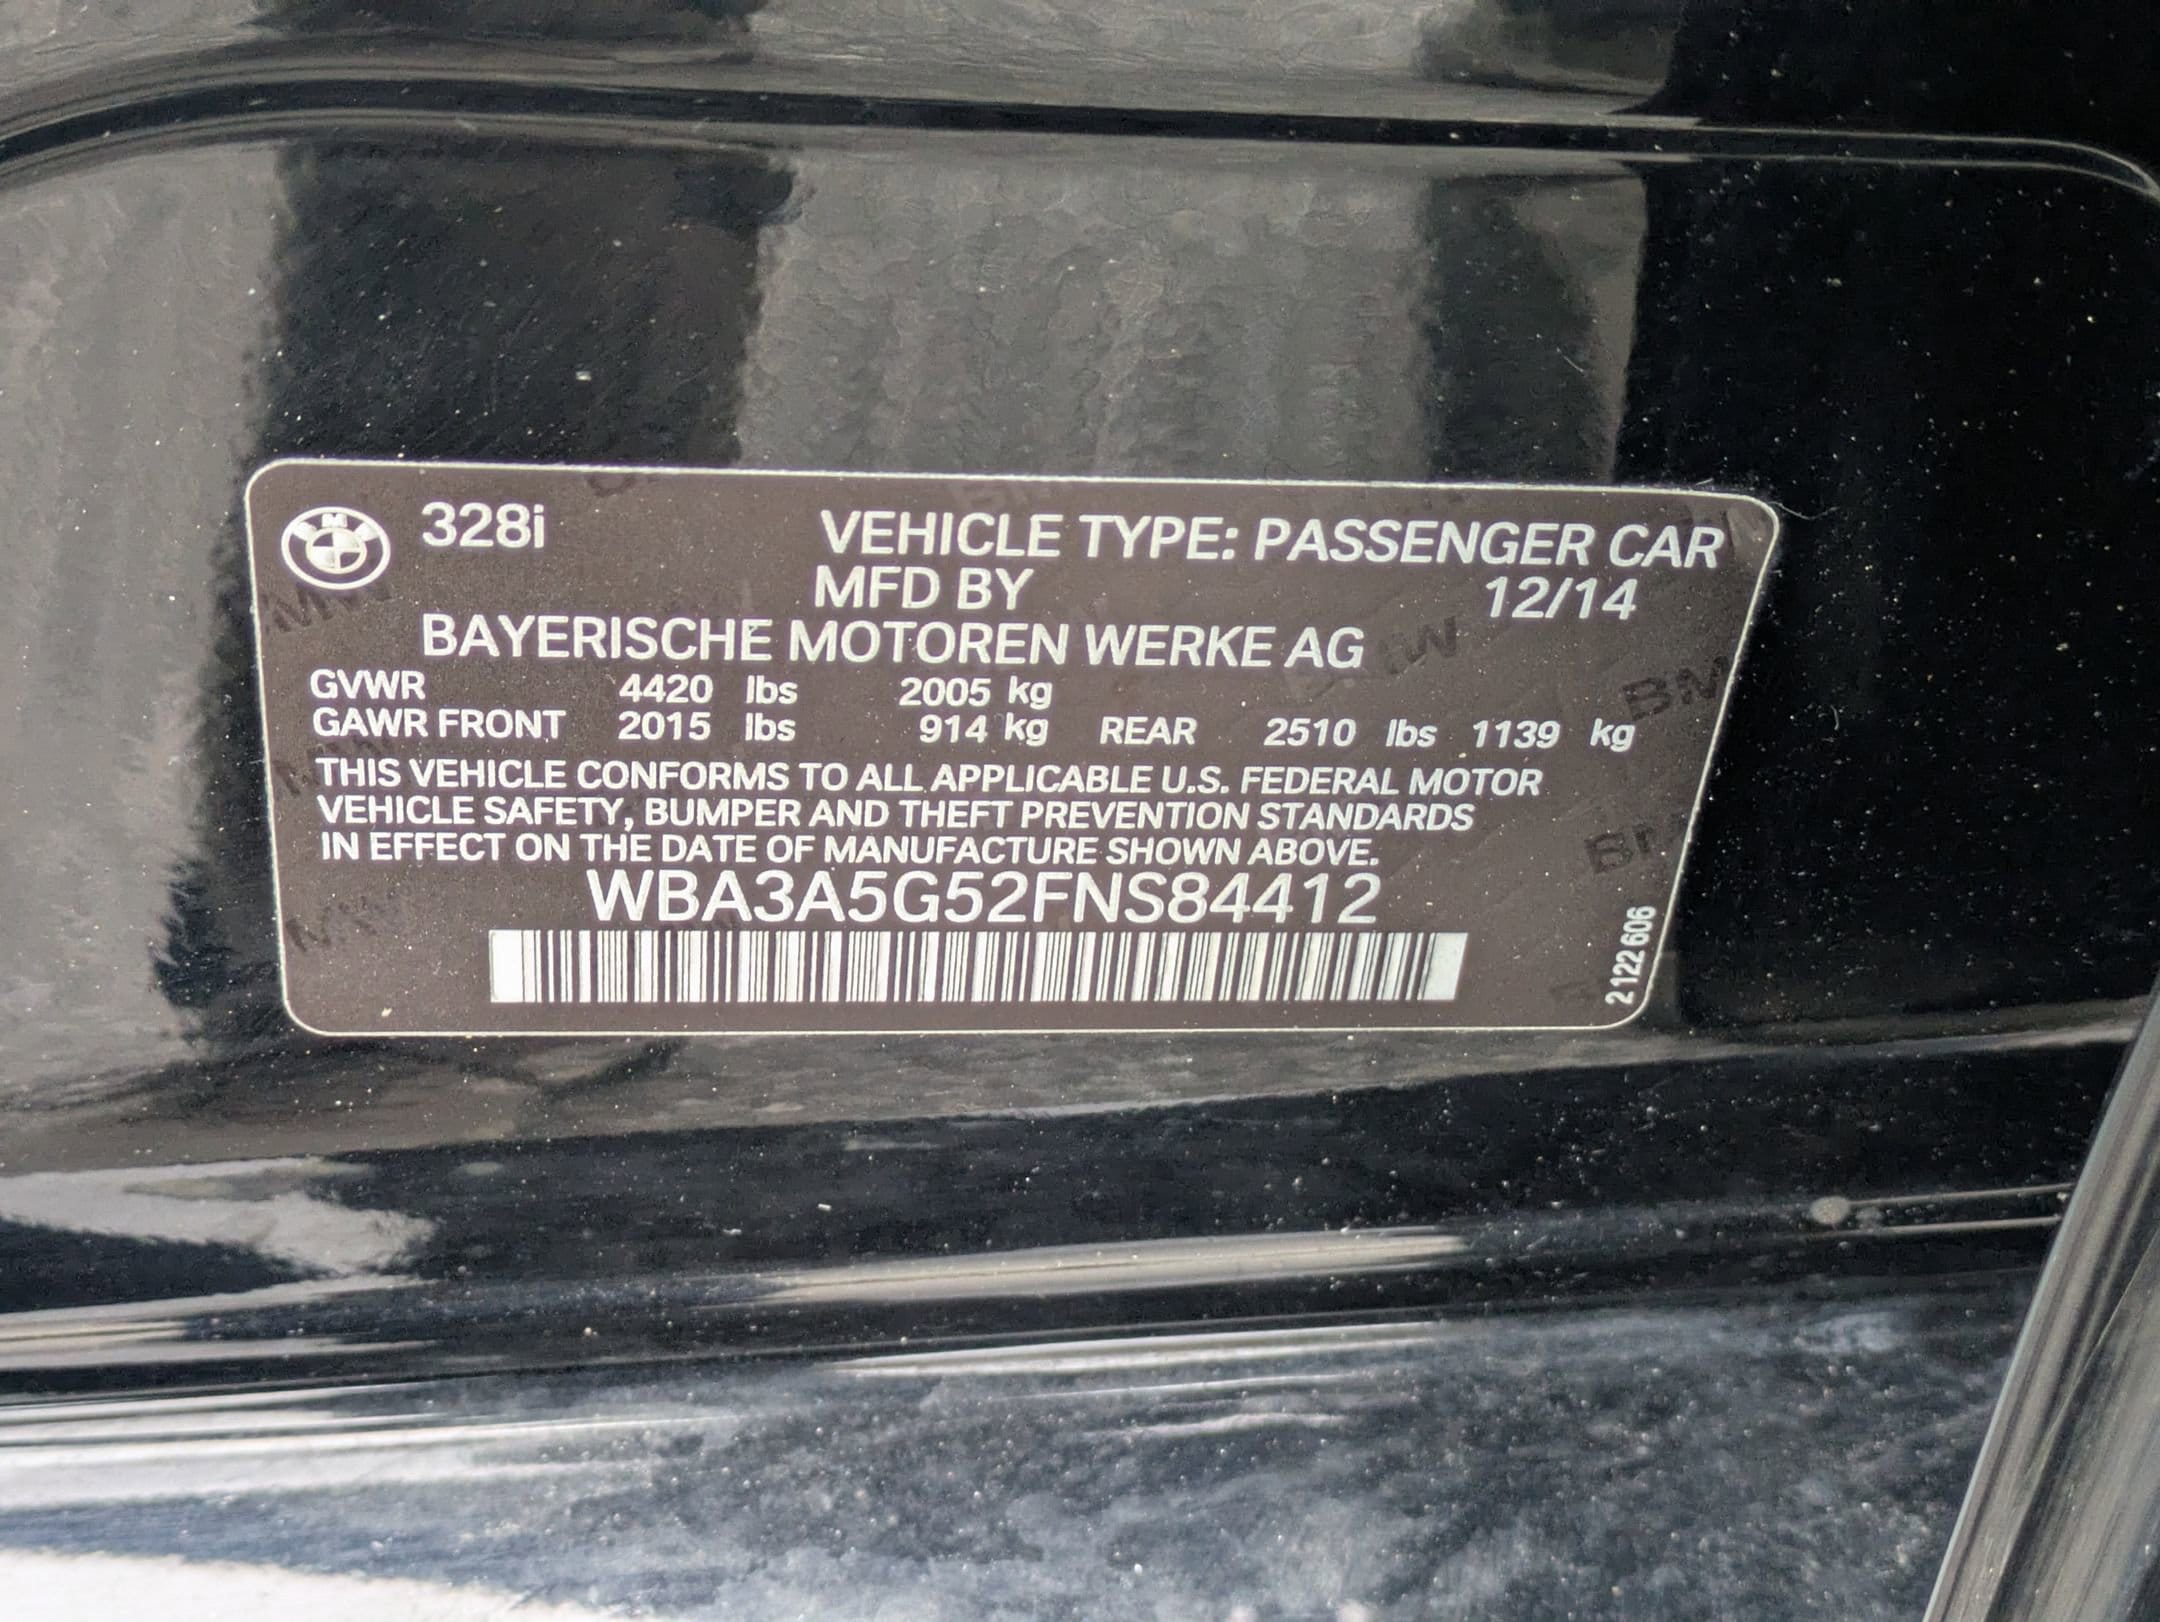 328i VEHICLE TYPE: PASSENGER CAR
MFD BY 12/14
BAYERISCHE MOTOREN WERKE AG
GVWR 4420 lbs 2005 kg
GAWR FRONT 2015 lbs 914 kg REAR 2510 lbs 1139 kg
THIS VEHICLE CONFORMS TO ALL APPLICABLE U.S. FEDERAL MOTOR
VEHICLE SAFETY, BUMPER AND THEFT PREVENTION STANDARDS
IN EFFECT ON THE DATE OF MANUFACTURE SHOWN ABOVE.
WBA3A5G52FNS84412
2122 606